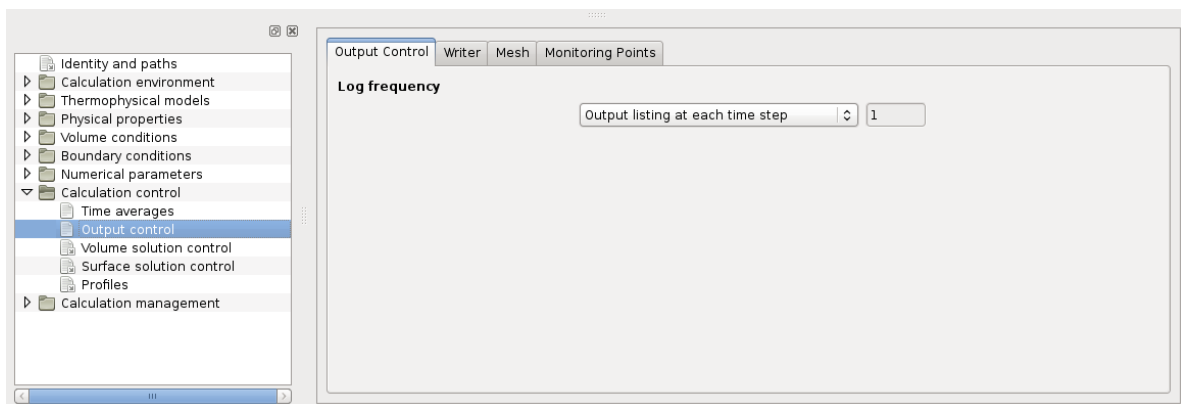 Identity and paths
Calculation environment
Thermophysical models
Physical properties
Volume conditions
Boundary conditions
Numerical parameters
Calculation control
Time averages
Output control
Volume solution control
Surface solution control
Profiles
Calculation management
Output Control Writer Mesh Monitoring Points
Log frequency
Output listing at each time step 1